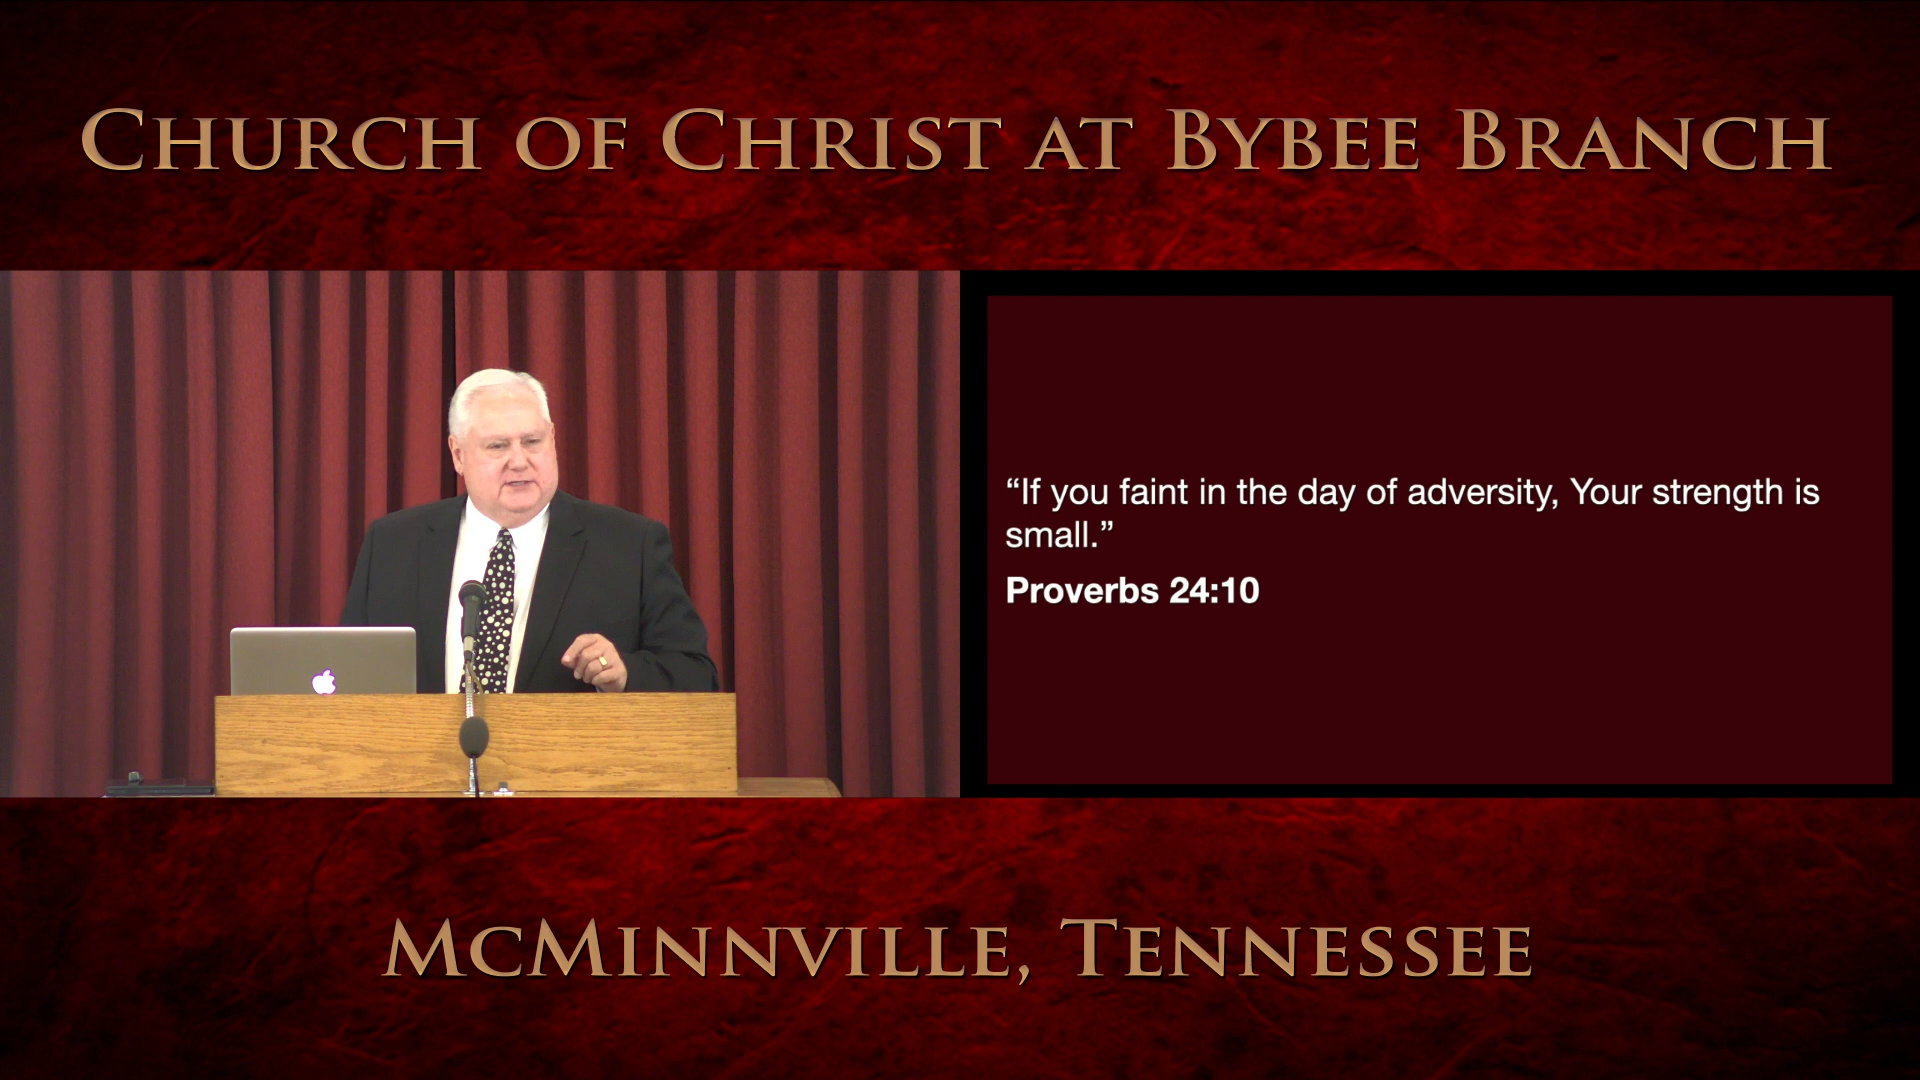 Church of Christ at Bybee Branch
“If you faint in the day of adversity, Your strength is
small.”
Proverbs 24:10
McMinnville, Tennessee